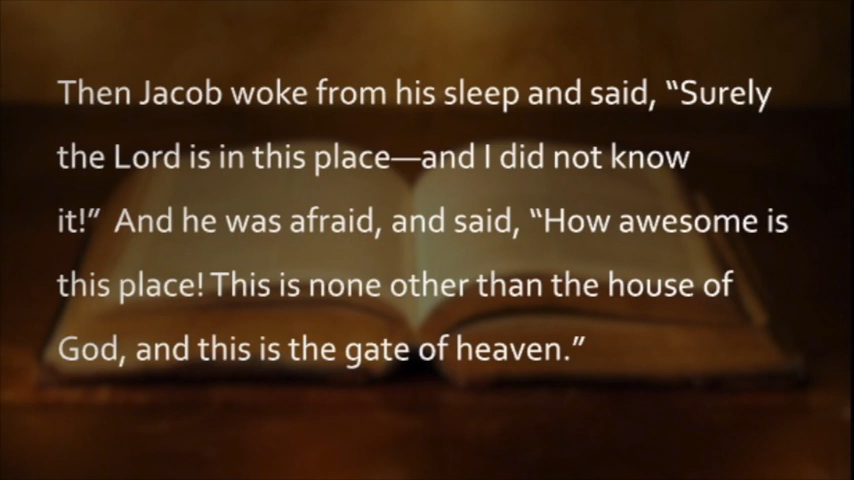 Then Jacob woke from his sleep and said, “Surely
the Lord is in this place—and I did not know
it!”  And he was afraid, and said, “How awesome is
this place! This is none other than the house of
God, and this is the gate of heaven.”